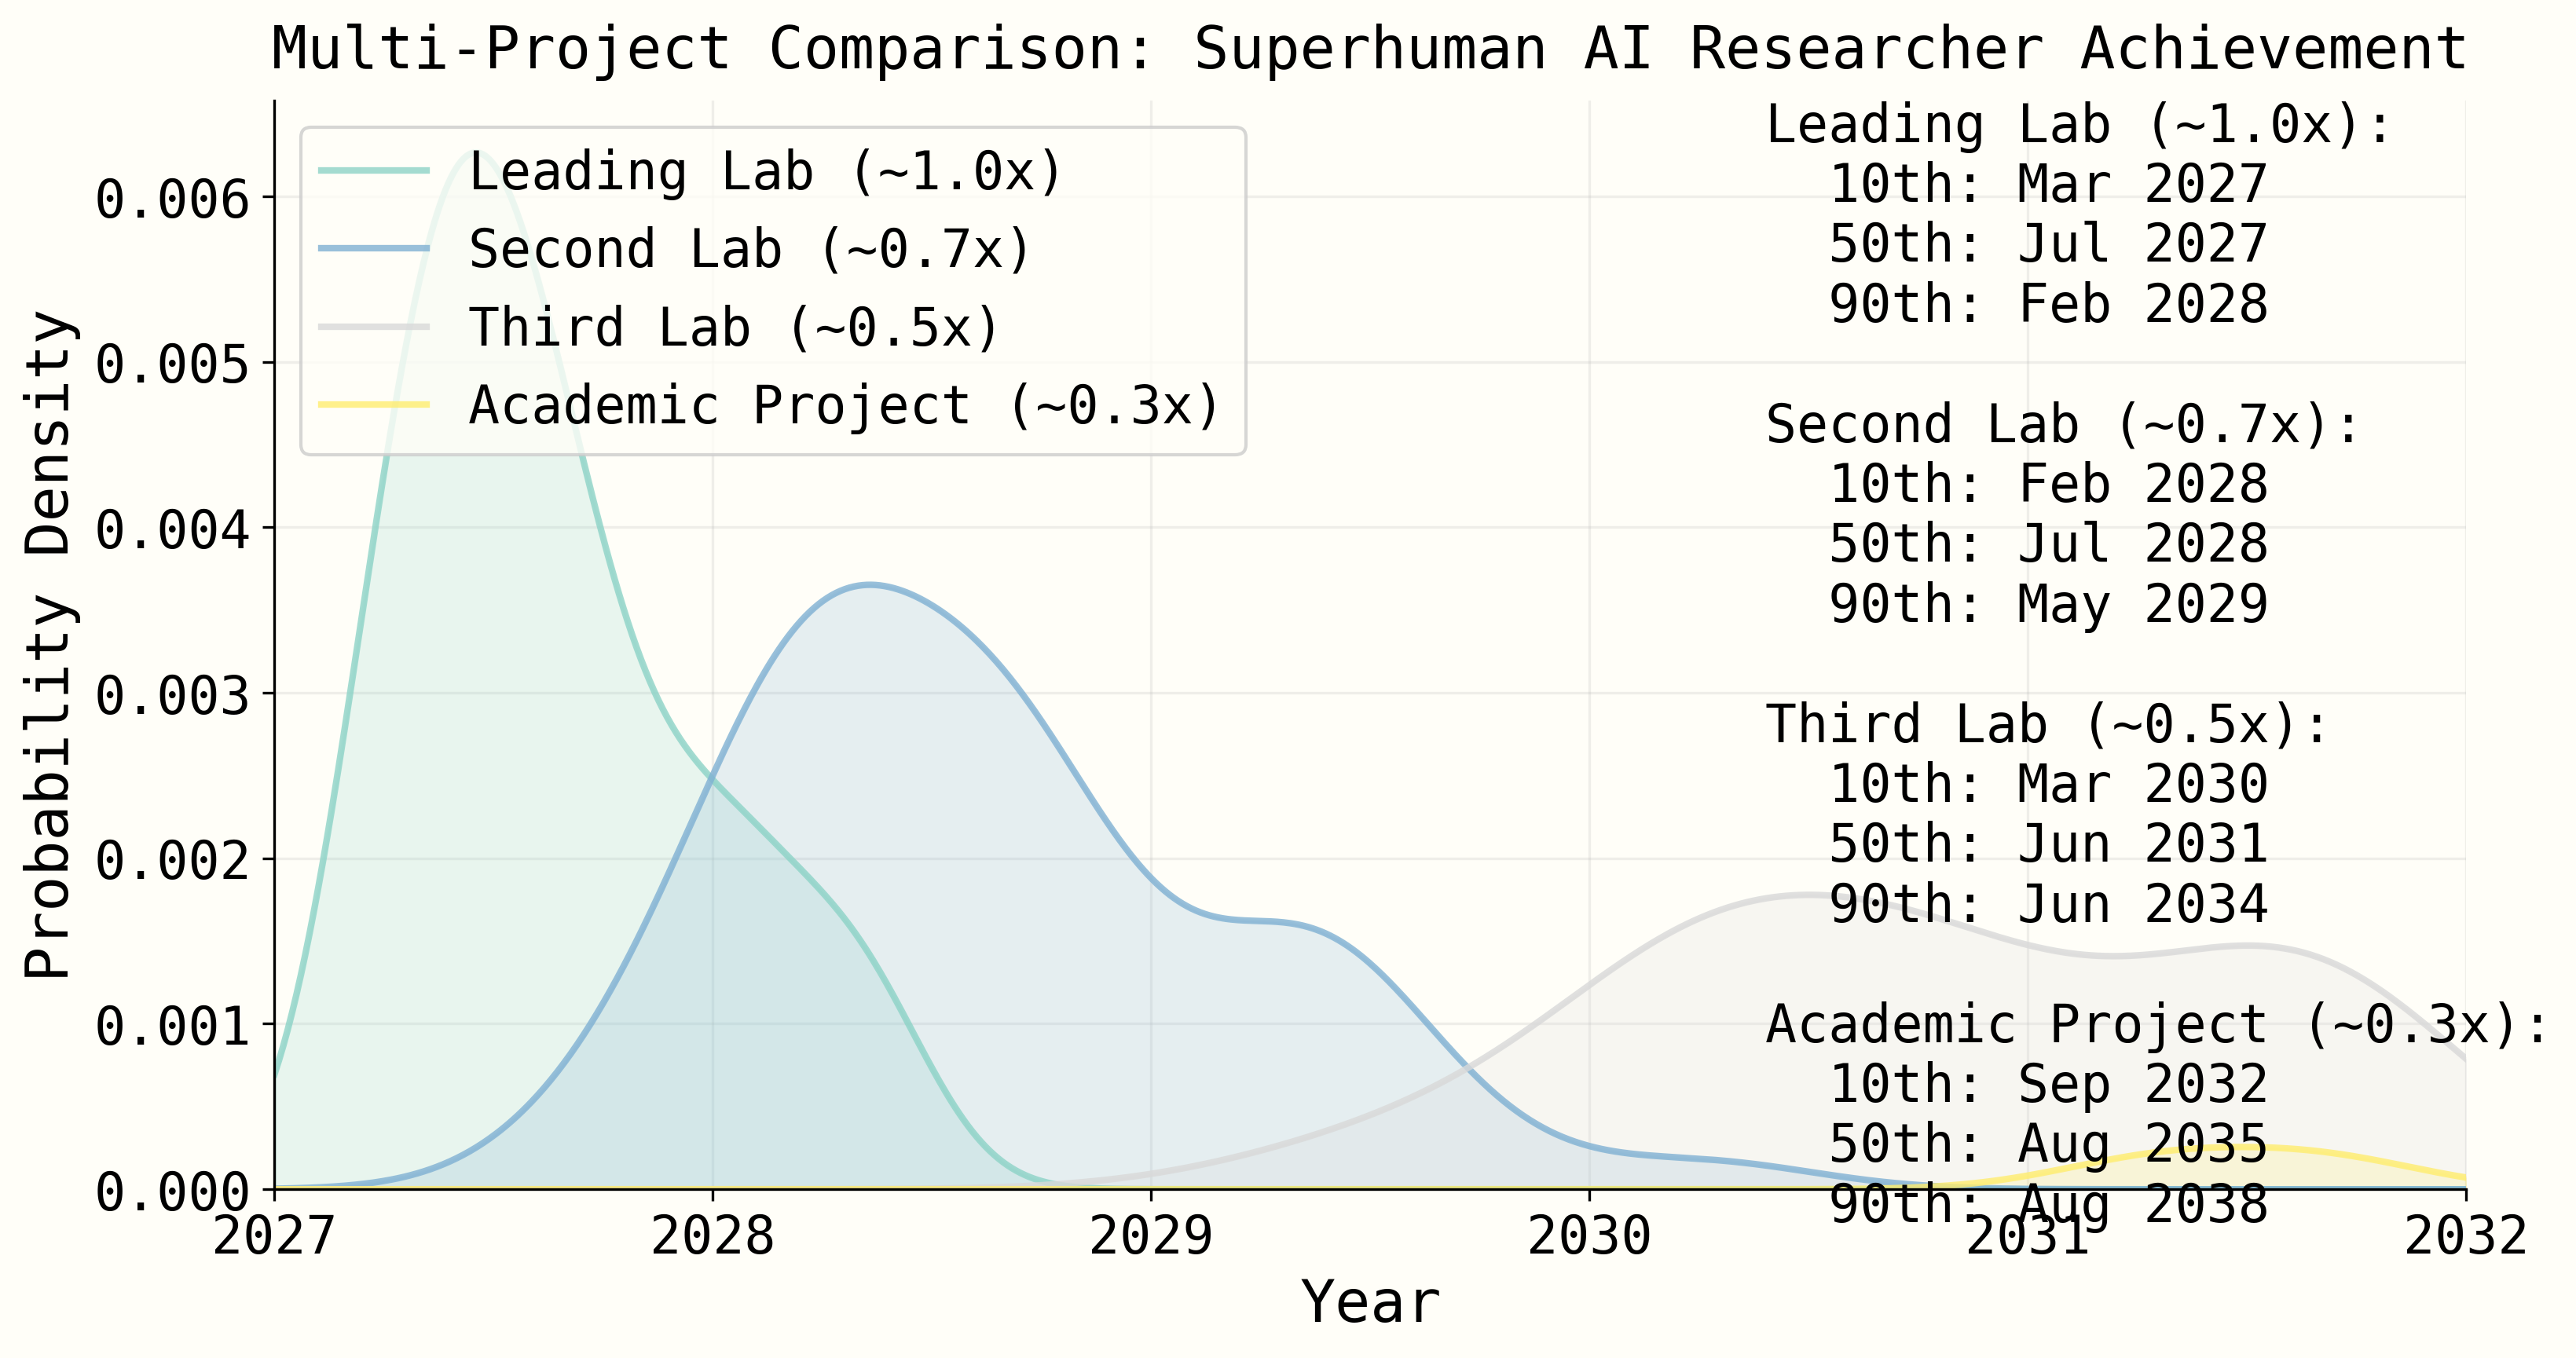 Multi-Project Comparison: Superhuman AI Researcher Achievement
Leading Lab (~1.0x)
Second Lab (~0.7x)
Third Lab (~0.5x)
Academic Project (~0.3x)
Leading Lab (~1.0x):
10th: Mar 2027
50th: Jul 2027
90th: Feb 2028
Second Lab (~0.7x):
10th: Feb 2028
50th: Jul 2028
90th: May 2029
Third Lab (~0.5x):
10th: Mar 2030
50th: Jun 2031
90th: Jun 2034
Academic Project (~0.3x):
10th: Sep 2032
50th: Aug 2035
90th: Aug 2038
Probability Density
0.006
0.005
0.004
0.003
0.002
0.001
0.000
2027 2028 2029 2030 2031 2032
Year